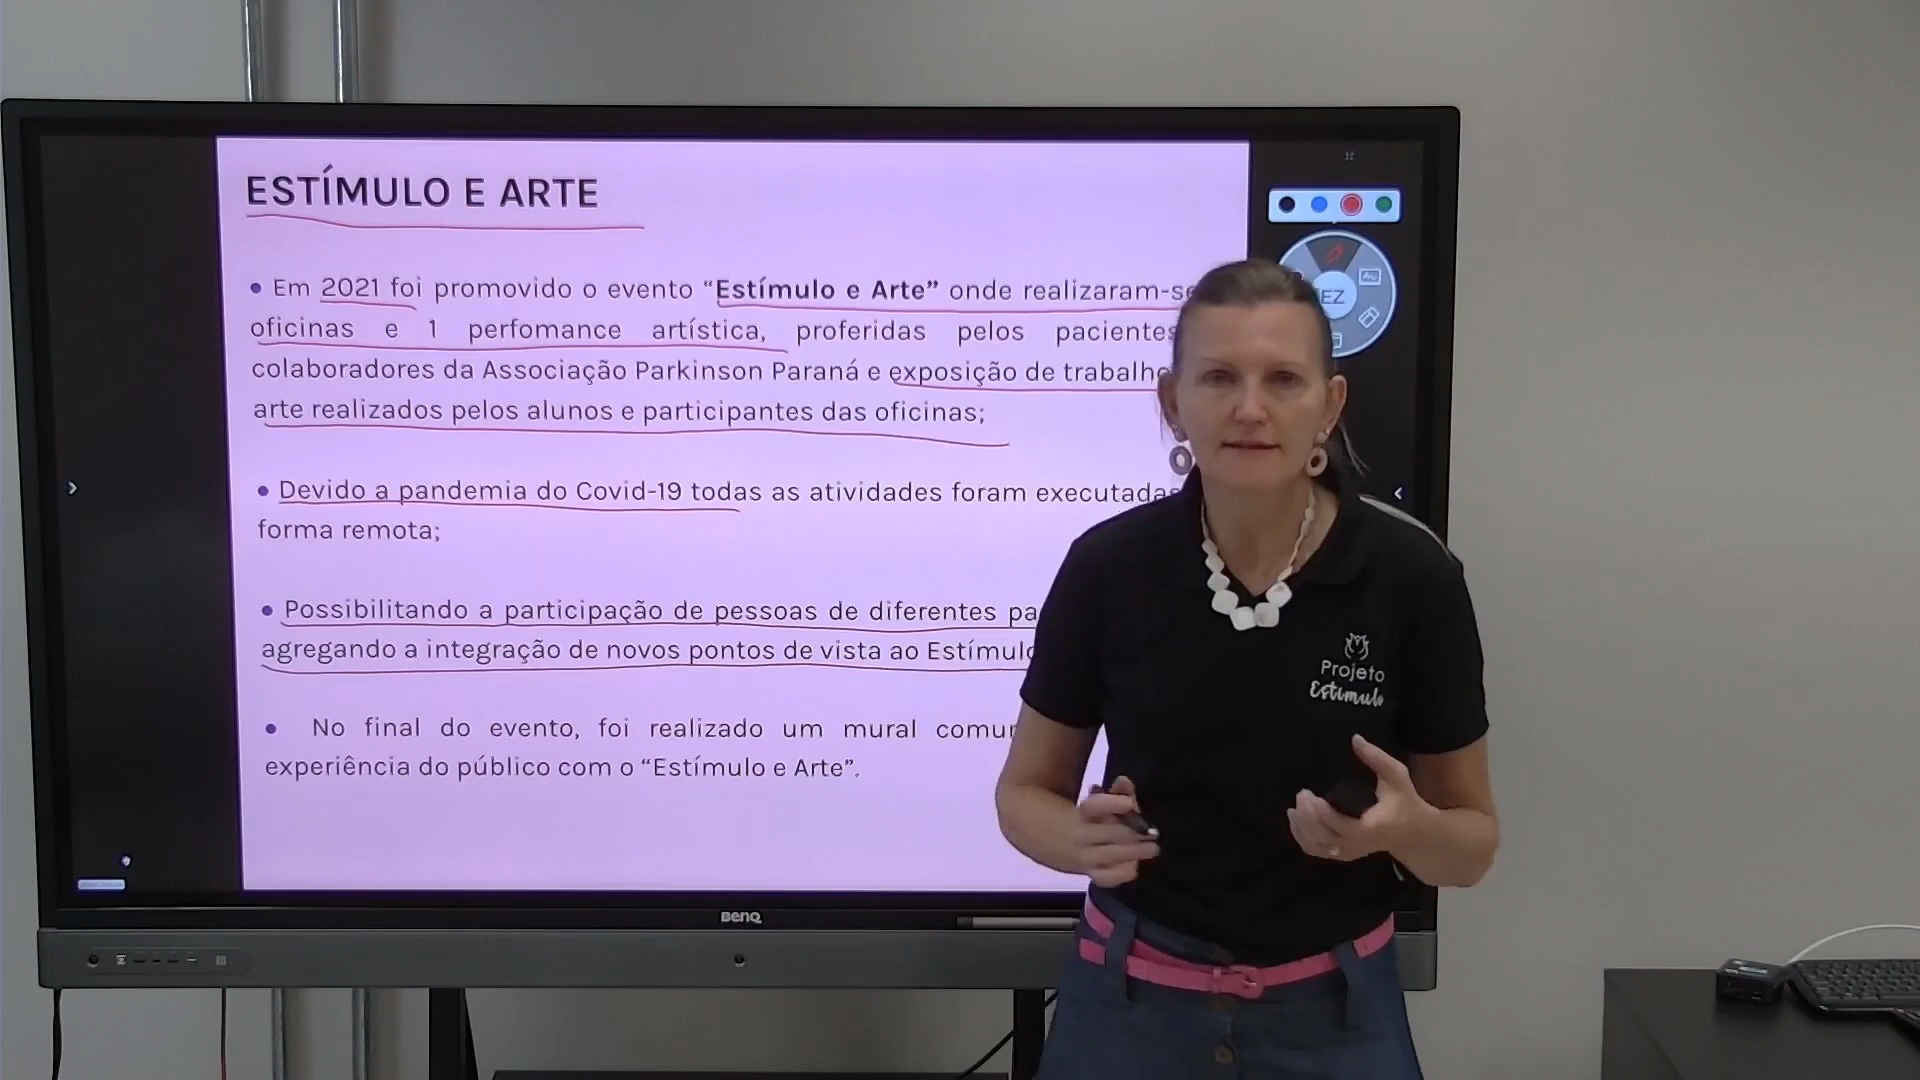 ESTÍMULO E ARTE
• Em 2021 foi promovido o evento “Estímulo e Arte” onde realizaram-se
oficinas e 1 perfomance artística, proferidas pelos pacientes
colaboradores da Associação Parkinson Paraná e exposição de
arte realizados pelos alunos e participantes das oficinas;
• Devido a pandemia do Covid-19 todas as atividades foram executadas
forma remota;
• Possibilitando a participação de pessoas de diferentes
agregando a integração de novos pontos de vista ao
• No final do evento, foi realizado um mural
experiência do público com o “Estímulo e Arte”.
EZ
Projeto
Estímulo
BenQ